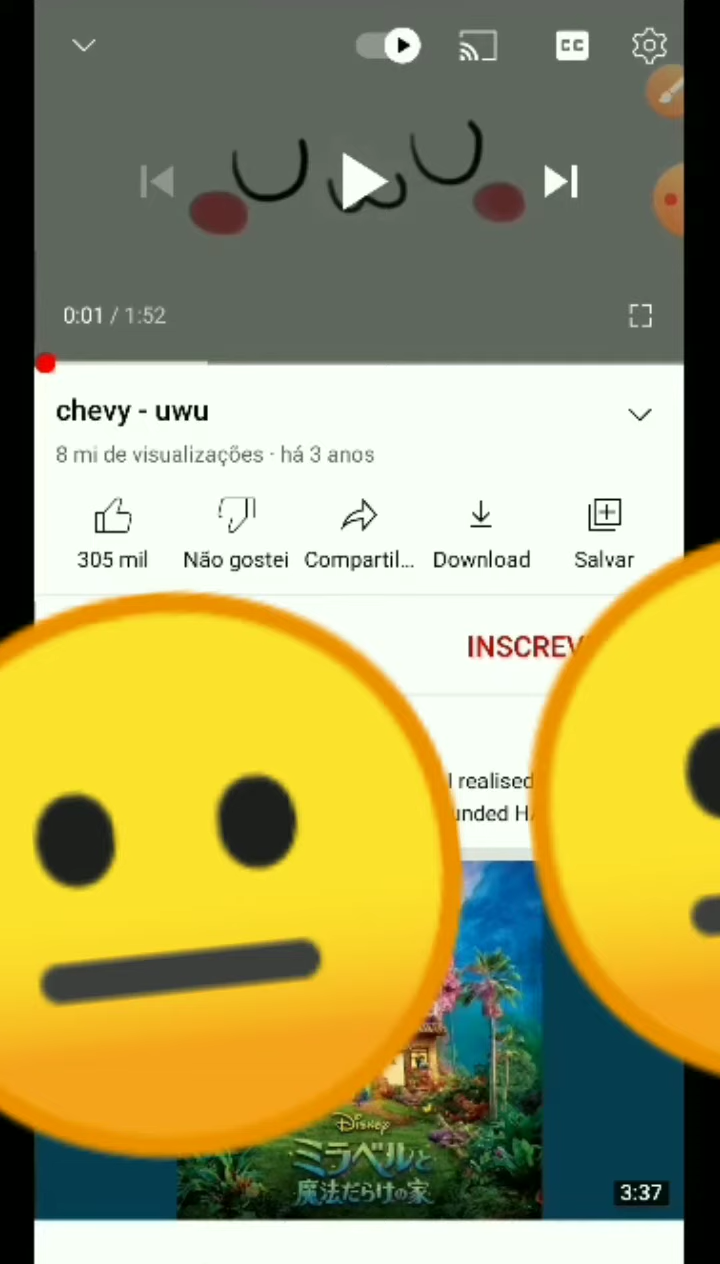 CC
0:01 / 1:52
chevy - uwu
8 mi de visualizações · há 3 anos
305 mil
Não gostei
Compartil...
Download
Salvar
INSCREV
I realised
unded
Disney
ミラベルと
魔法だらけの家
3:37